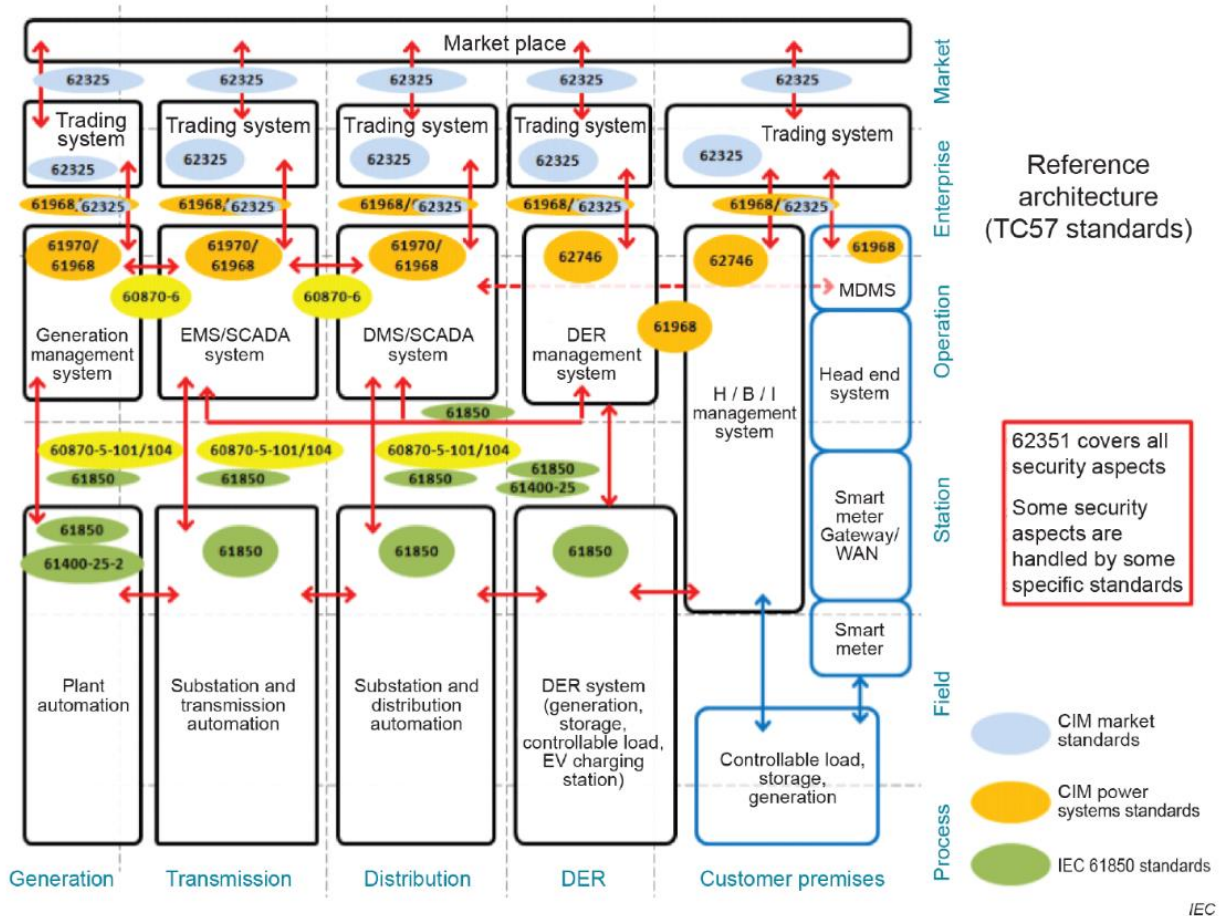 Market place
62325
62325
62325
62325
62325
Trading
system
62325
Trading system
62325
Trading system
62325
Trading system
62325
Trading system
62325
61968/
62325
61968/
62325
61968/
62325
61968/
62325
61968/
62325
61970/
61968
Generation
management
system
60870-6
61970/
61968
EMS/SCADA
system
60870-6
61970/
61968
DMS/SCADA
system
62746
DER
management
system
61968
62746
H / B / I
management
system
61968
MDMS
Head end
system
Smart
meter
Gateway/
WAN
Smart
meter
61850
60870-5-101/104
61850
60870-5-101/104
61850
60870-5-101/104
61850
61850
61400-25
61850
61400-25-2
Plant
automation
61850
Substation and
transmission
automation
61850
Substation and
distribution
automation
61850
DER system
(generation,
storage,
controllable load,
EV charging
station)
Controllable load,
storage,
generation
Generation
Transmission
Distribution
DER
Customer premises
Market
Enterprise
Operation
Station
Field
Process
Reference
architecture
(TC57 standards)
62351 covers all
security aspects
Some security
aspects are
handled by some
specific standards
CIM market
standards
CIM power
systems standards
IEC 61850 standards
IEC